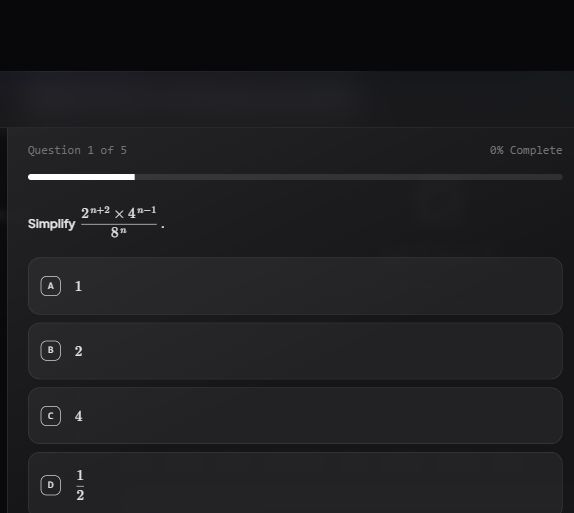 Question 1 of 5 0% Complete
Simplify \frac{2^{n+2} \times 4^{n-1}}{8^n}.
A 1
B 2
C 4
D \frac{1}{2}